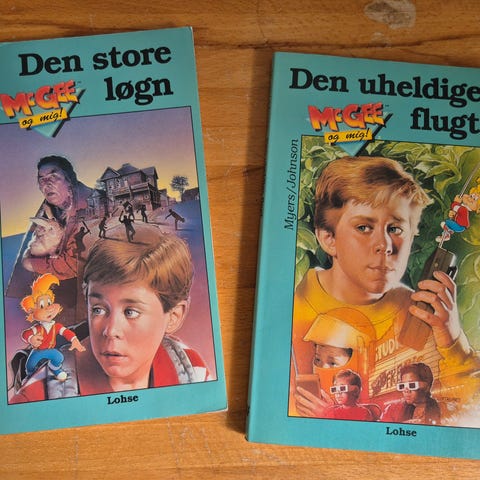 Den store
løgn
McGEE
og mig!
Lohse
Den uheldige
flugt
McGEE
og mig!
Myers/Johnson
Lohse